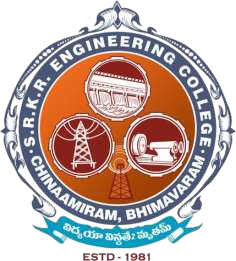 S.R.K.R. ENGINEERING COLLEGE
CHINAAMIRAM, BHIMAVARAM
ESTD - 1981